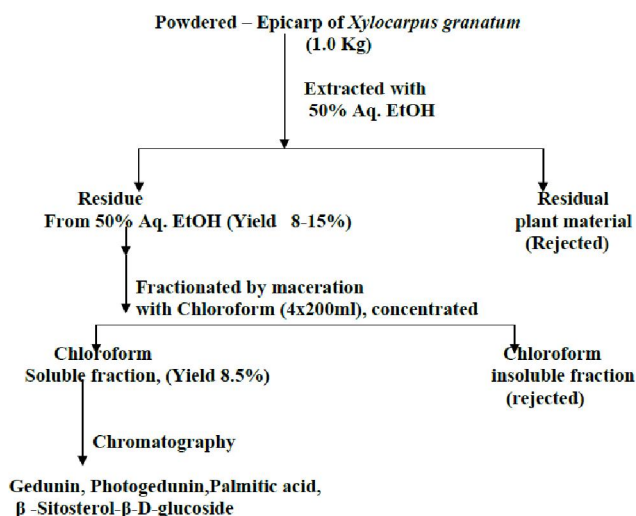 Powdered – Epicarp of Xylocarpus granatum
(1.0 Kg)
Extracted with
50% Aq. EtOH
Residue
From 50% Aq. EtOH (Yield 8-15%)
Residual
plant material
(Rejected)
Fractionated by maceration
with Chloroform (4x200ml), concentrated
Chloroform
Soluble fraction, (Yield 8.5%)
Chloroform
insoluble fraction
(rejected)
Chromatography
Gedunin, Photogedunin,Palmitic acid,
β -Sitosterol-β-D-glucoside